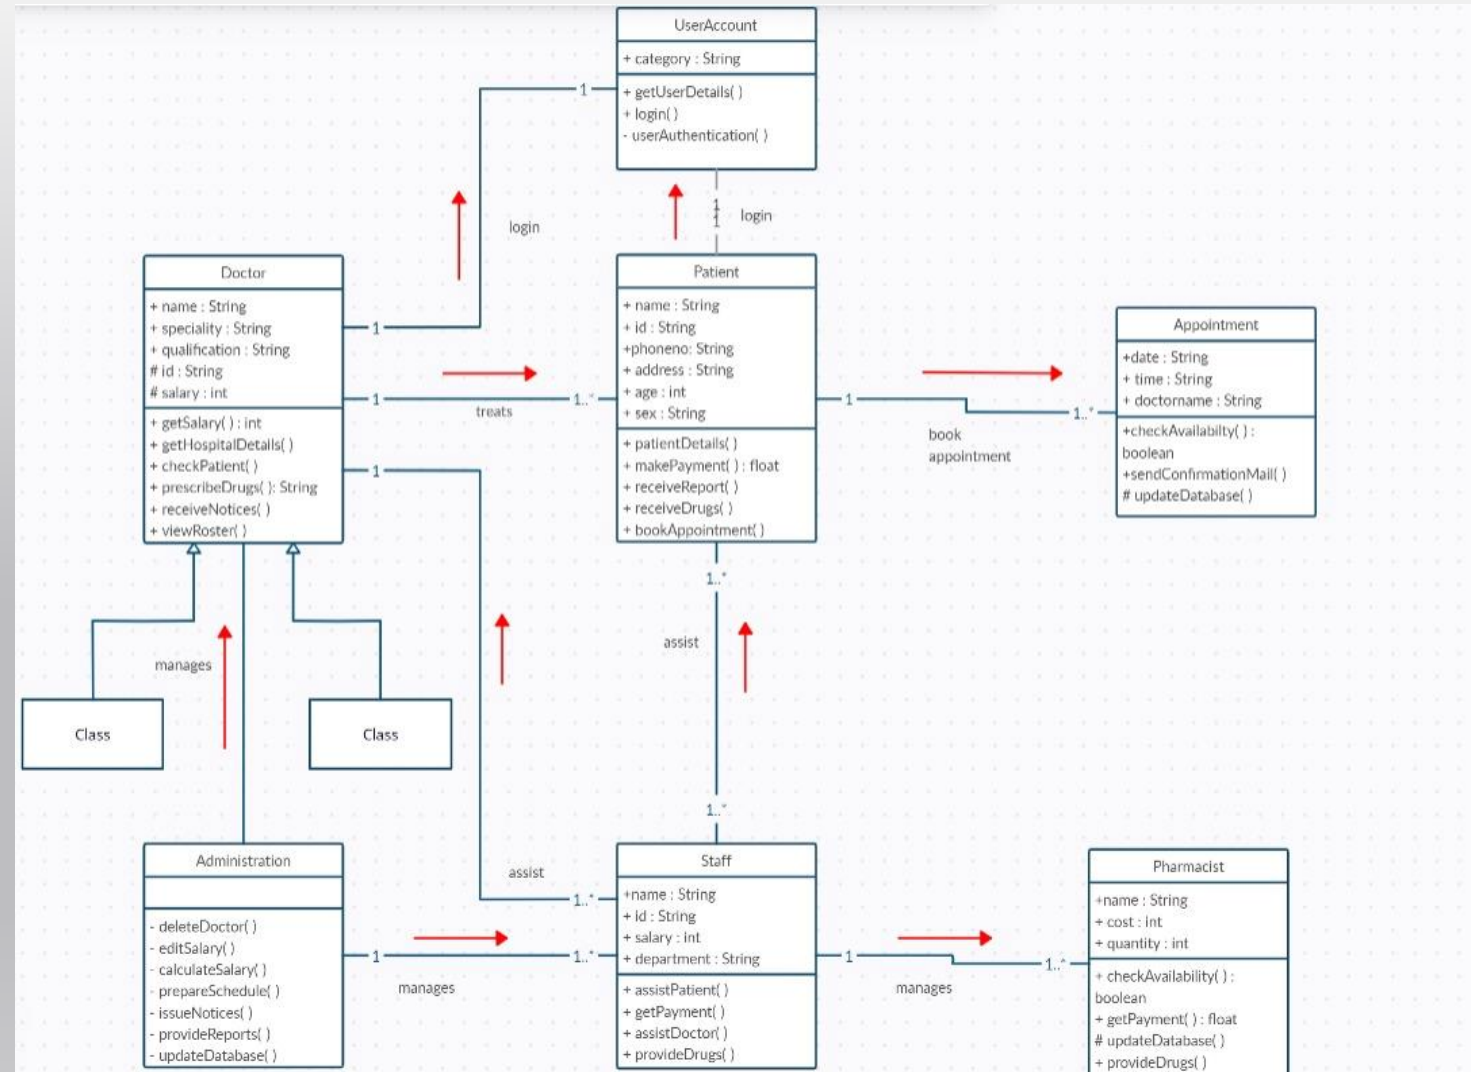 UserAccount
+ category : String
+ getUserDetails( )
+ login( )
- userAuthentication( )
1
login
1
1
login
Doctor
+ name : String
+ speciality : String
+ qualification : String
# id : String
# salary : int
+ getSalary( ) : int
+ getHospitalDetails( )
+ checkPatient( )
+ prescribeDrugs( ): String
+ receiveNotices( )
+ viewRoster( )
1
1
treats
1..*
1
Patient
+ name : String
+ id : String
+phoneno: String
+ address : String
+ age : int
+ sex : String
+ patientDetails( )
+ makePayment( ) : float
+ receiveReport( )
+ receiveDrugs( )
+ bookAppointment( )
1
book
appointment
1..*
Appointment
+date : String
+ time : String
+ doctorname : String
+checkAvailabilty( ) :
boolean
+sendConfirmationMail( )
# updateDatabase( )
1..*
assist
1..*
manages
Class
Class
Administration
- deleteDoctor( )
- editSalary( )
- calculateSalary( )
- prepareSchedule( )
- issueNotices( )
- provideReports( )
- updateDatabase( )
assist
1..*
1
manages
1..*
Staff
+name : String
+ id : String
+ salary : int
+ department : String
+ assistPatient( )
+ getPayment( )
+ assistDoctor( )
+ provideDrugs( )
1
manages
1..*
Pharmacist
+name : String
+ cost : int
+ quantity : int
+ checkAvailability( ) :
boolean
+ getPayment( ) : float
# updateDatabase( )
+ provideDrugs( )